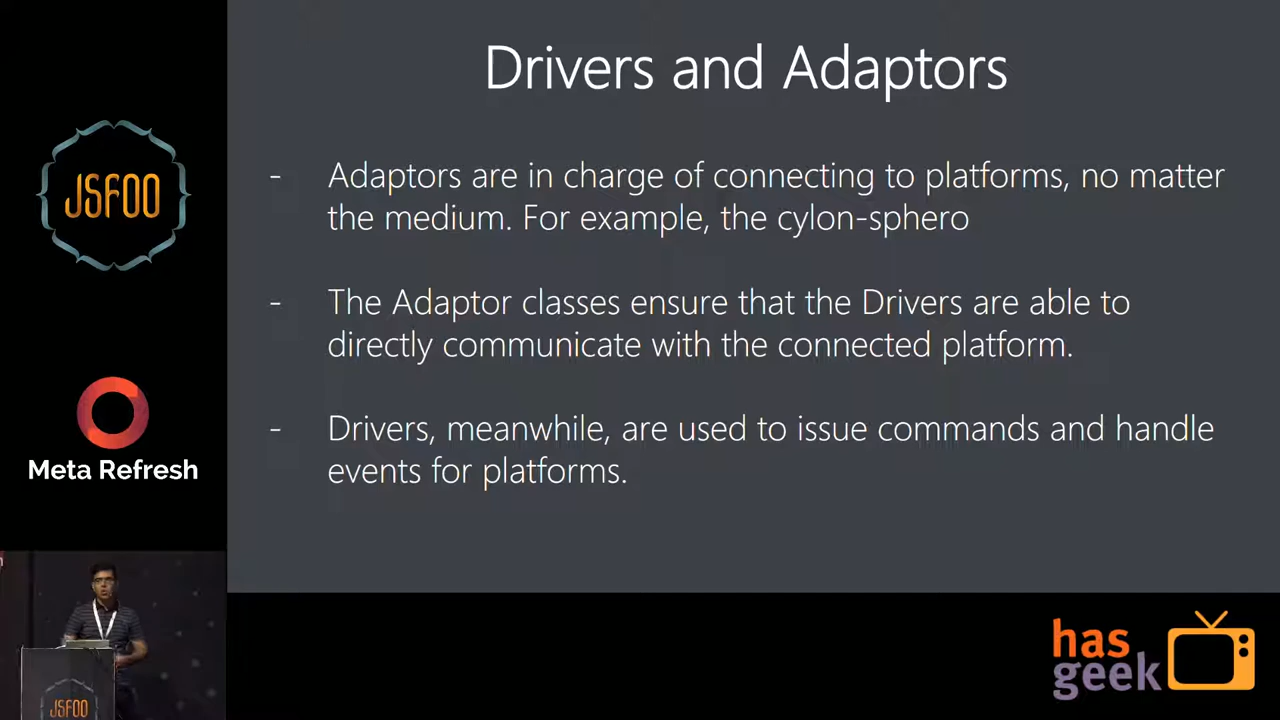 Drivers and Adaptors
- Adaptors are in charge of connecting to platforms, no matter
the medium. For example, the cylon-sphero
- The Adaptor classes ensure that the Drivers are able to
directly communicate with the connected platform.
- Drivers, meanwhile, are used to issue commands and handle
events for platforms.
JSFOO
Meta Refresh
JSFOO
has
geek